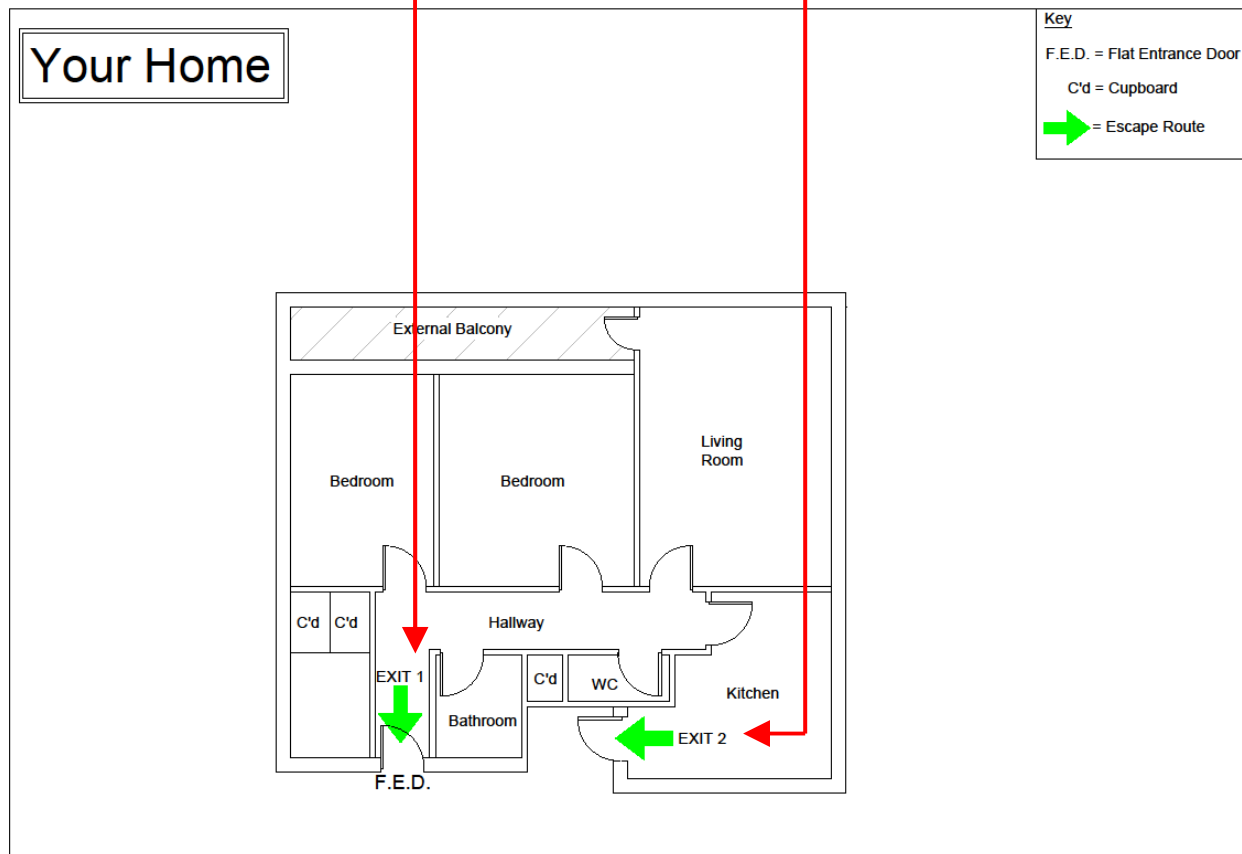 Your Home
Key
F.E.D. = Flat Entrance Door
C'd = Cupboard
= Escape Route
External Balcony
Living
Room
Bedroom
Bedroom
C'd
C'd
Hallway
EXIT 1
C'd
WC
Kitchen
Bathroom
EXIT 2
F.E.D.